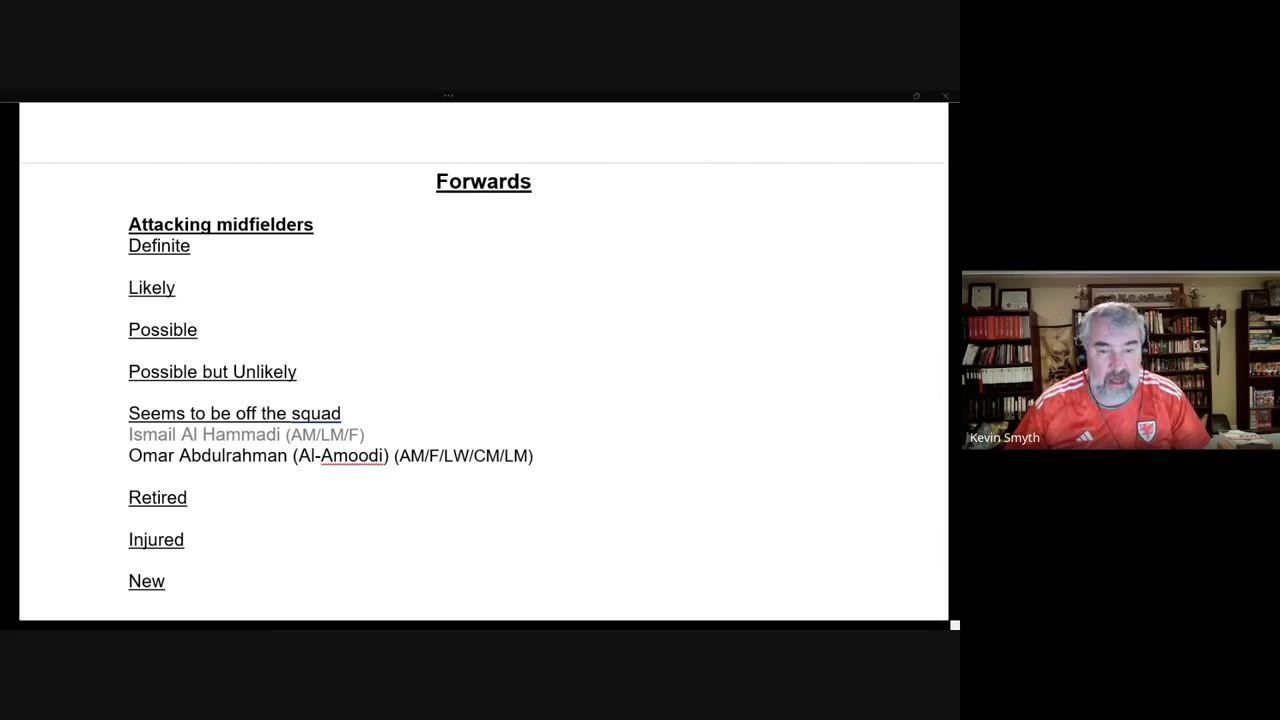 Forwards
Attacking midfielders
Definite
Likely
Possible
Possible but Unlikely
Seems to be off the squad
Ismail Al Hammadi (AM/LM/F)
Omar Abdulrahman (Al-Amoodi) (AM/F/LW/CM/LM)
Retired
Injured
New
Kevin Smyth